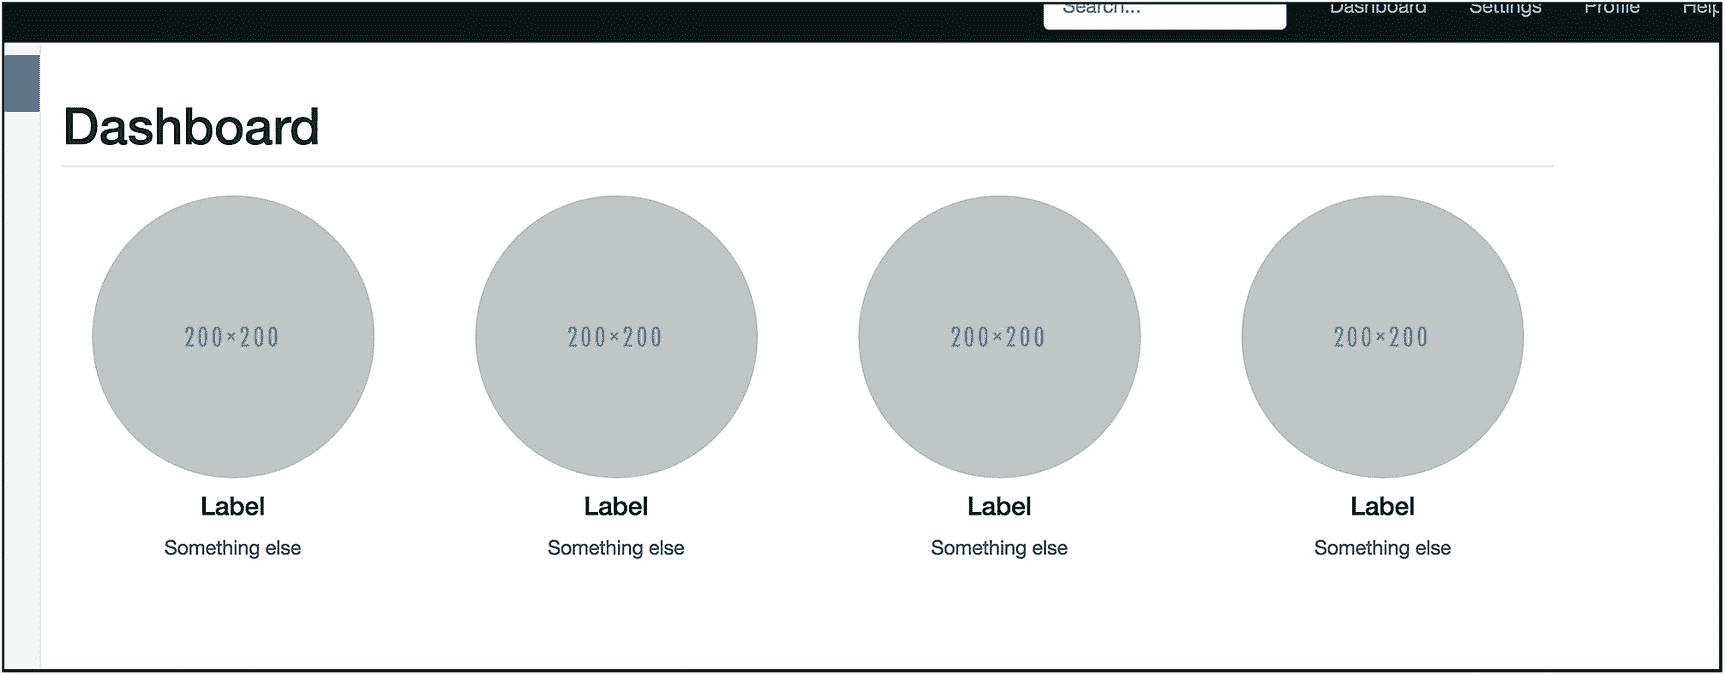 Search... Dashboard Settings Profile Help
Dashboard
200×200 200×200 200×200 200×200
Label Label Label Label
Something else Something else Something else Something else